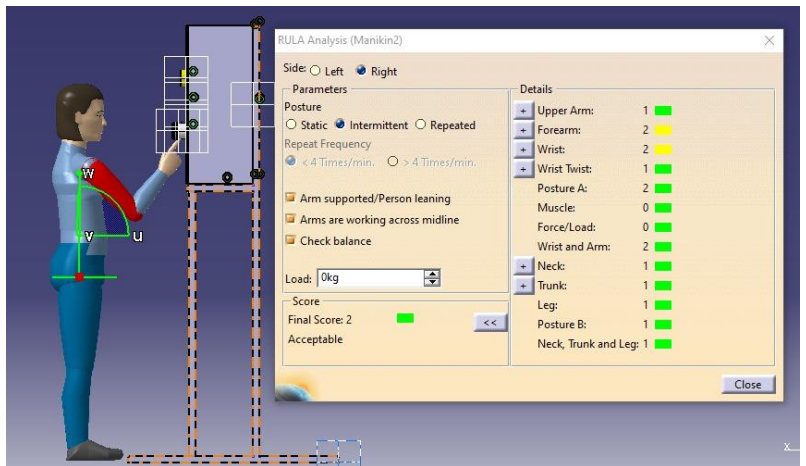 RULA Analysis (Manikin2)
Side: Left Right
Parameters
Posture
Static Intermittent Repeated
Repeat Frequency
< 4 Times/min. > 4 Times/min.
Arm supported/Person leaning
Arms are working across midline
Check balance
Load: 0kg
Score
Final Score: 2
<<
Acceptable
Details
+ Upper Arm: 1
+ Forearm: 2
+ Wrist: 2
+ Wrist Twist: 1
Posture A: 2
Muscle: 0
Force/Load: 0
Wrist and Arm: 2
+ Neck: 1
+ Trunk: 1
Leg: 1
Posture B: 1
Neck, Trunk and Leg: 1
Close
w
v u
x